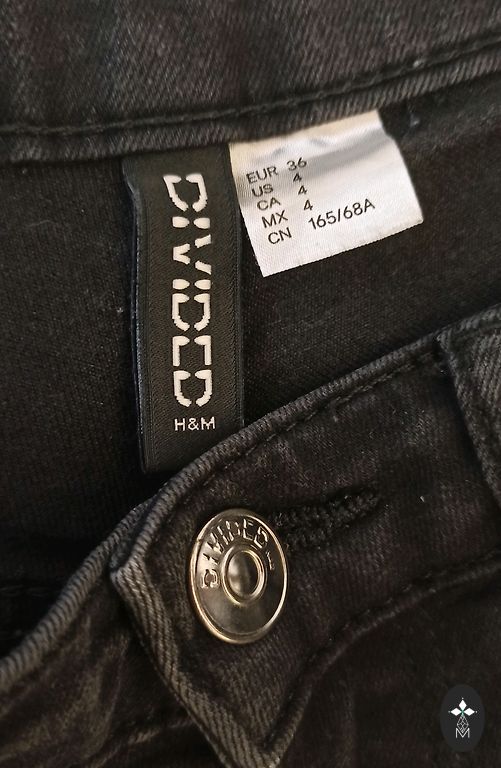 DIVIDED
H&M
EUR 36
US 4
CA 4
MX 4
CN 165/68A
DIVIDED